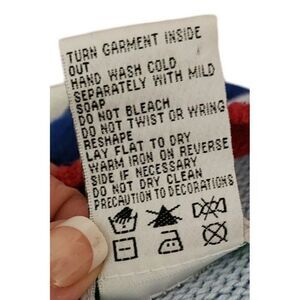 TURN GARMENT INSIDE
OUT
HAND WASH COLD
SEPARATELY WITH MILD
SOAP
DO NOT BLEACH
DO NOT TWIST OR WRING
RESHAPE
LAY FLAT TO DRY
WARM IRON ON REVERSE
SIDE IF NECESSARY
DO NOT DRY CLEAN
PRECAUTION TO DECORATIONS